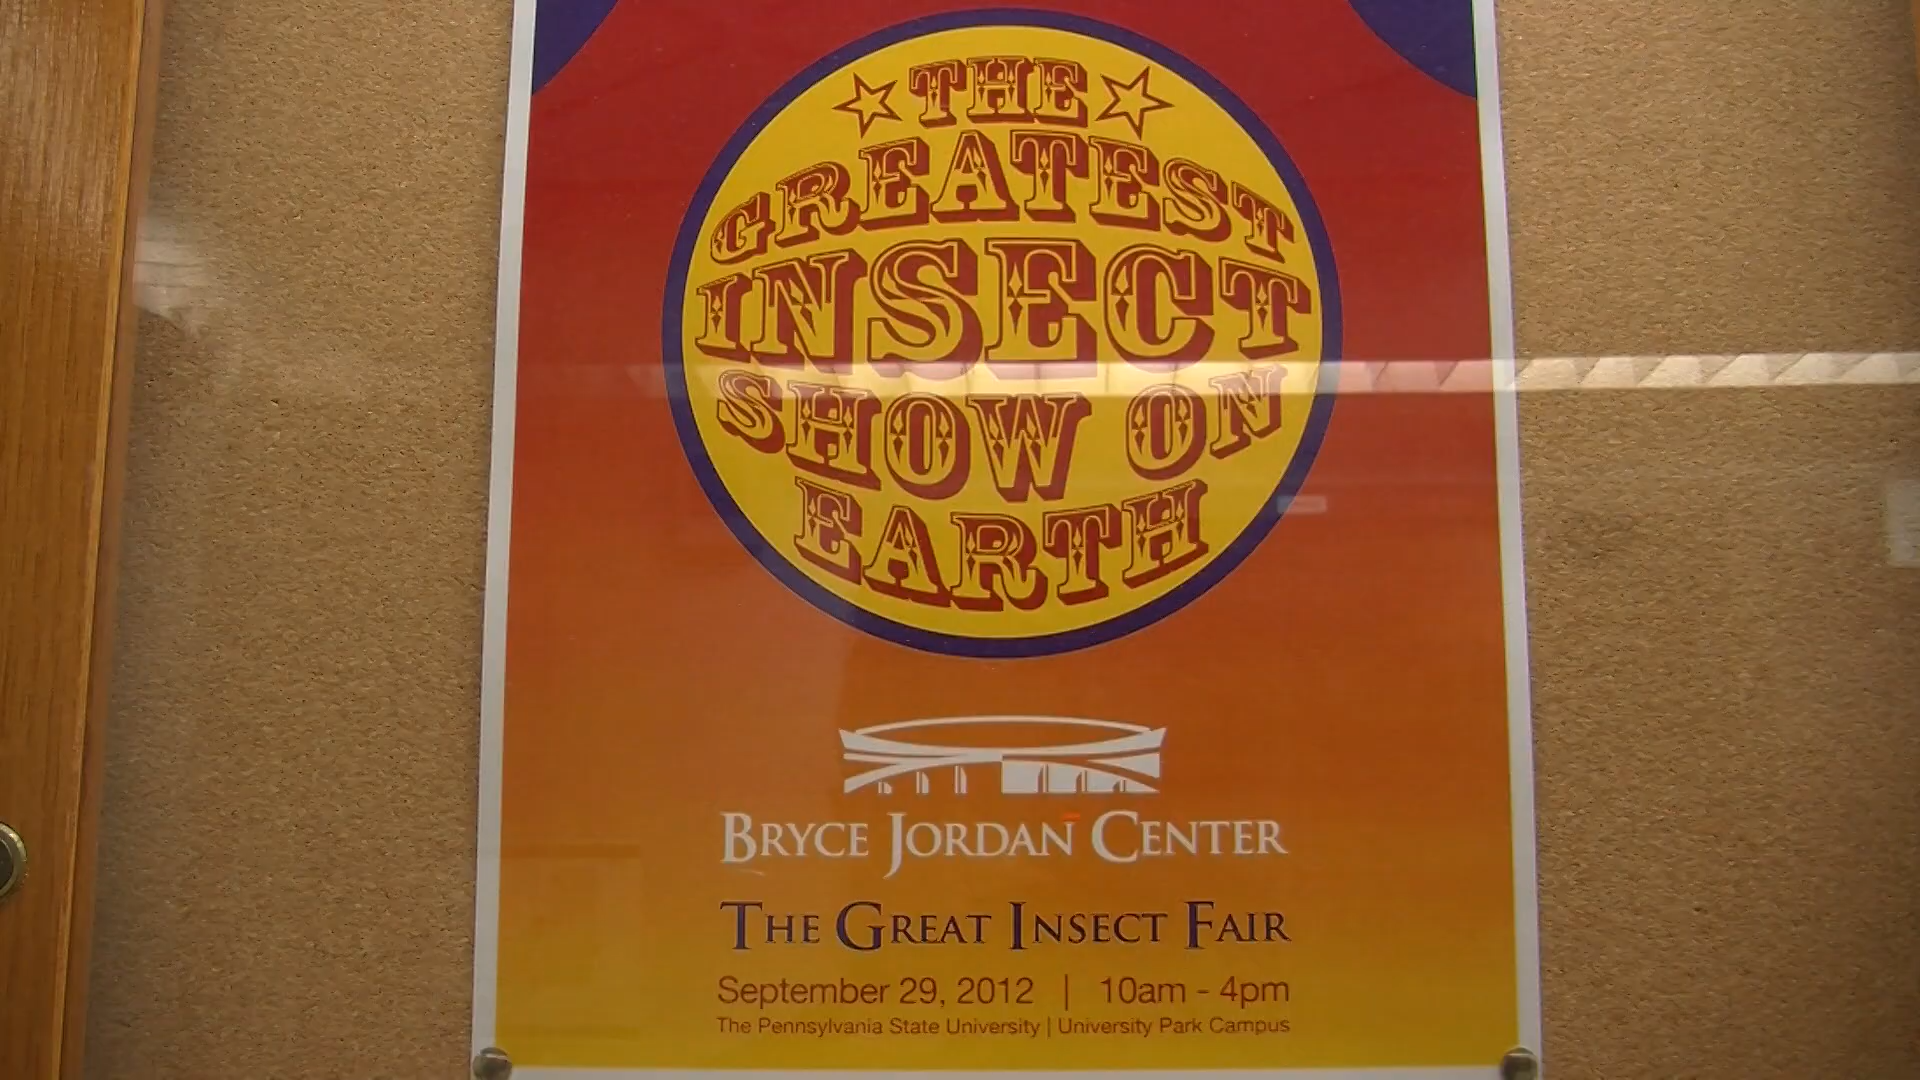 THE
GREATEST
INSECT
SHOW ON
EARTH
BRYCE JORDAN CENTER
THE GREAT INSECT FAIR
September 29, 2012 | 10am - 4pm
The Pennsylvania State University | University Park Campus